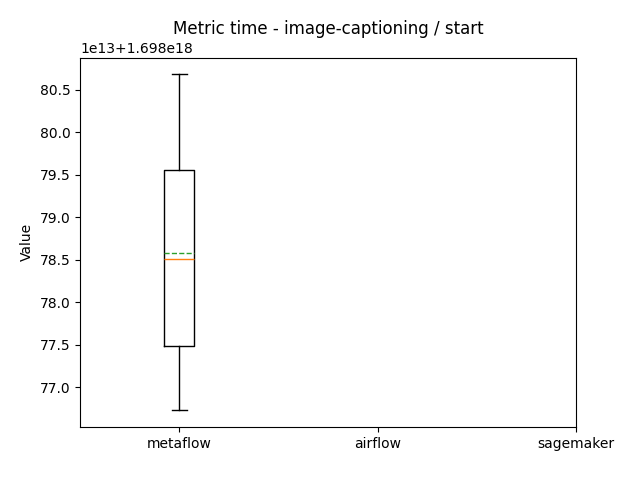 Metric time - image-captioning / start
1e13+1.698e18
80.5
80.0
79.5
79.0
78.5
78.0
77.5
77.0
Value
metaflow airflow sagemaker